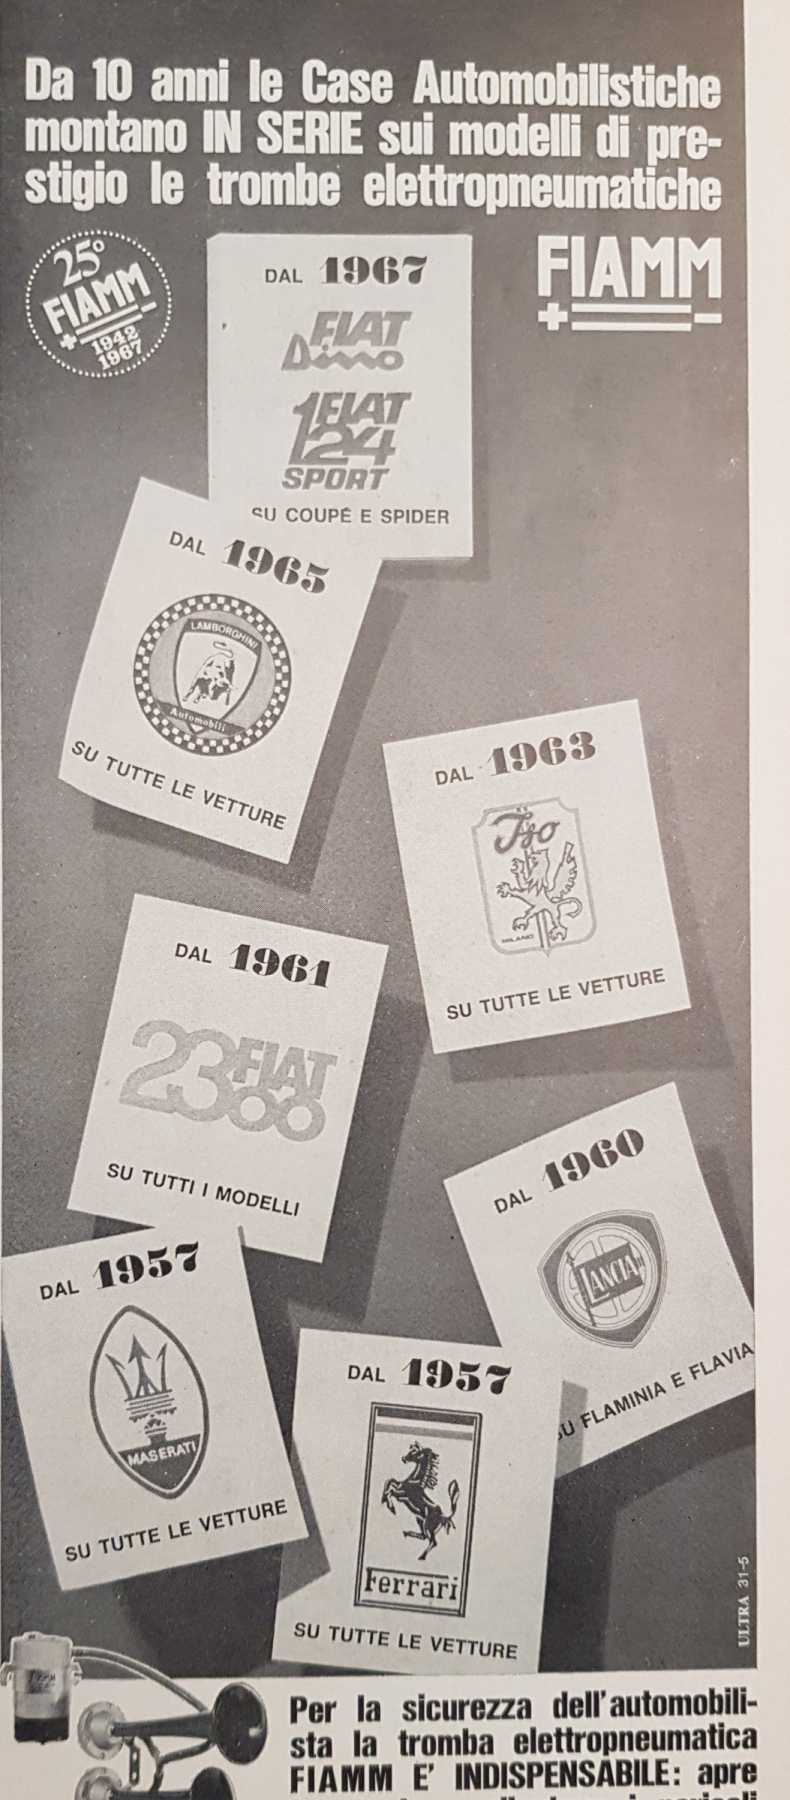 Da 10 anni le Case Automobilistiche
montano IN SERIE sui modelli di pre-
stigio le trombe elettropneumatiche
25°
FIAMM
+ -
1942
1967
FIAMM
+ -
DAL 1967
FIAT
Dino
FIAT
124
SPORT
SU COUPÉ E SPIDER
DAL 1965
LAMBORGHINI
Automobili
SU TUTTE LE VETTURE
DAL 1963
Iso
MILANO
SU TUTTE LE VETTURE
DAL 1961
2300 FIAT
SU TUTTI I MODELLI
DAL 1960
LANCIA
SU FLAMINIA E FLAVIA
DAL 1957
MASERATI
SU TUTTE LE VETTURE
DAL 1957
Ferrari
SU TUTTE LE VETTURE
ULTRA 31-5
Per la sicurezza dell'automobili-
sta la tromba elettropneumatica
FIAMM E' INDISPENSABILE: apre